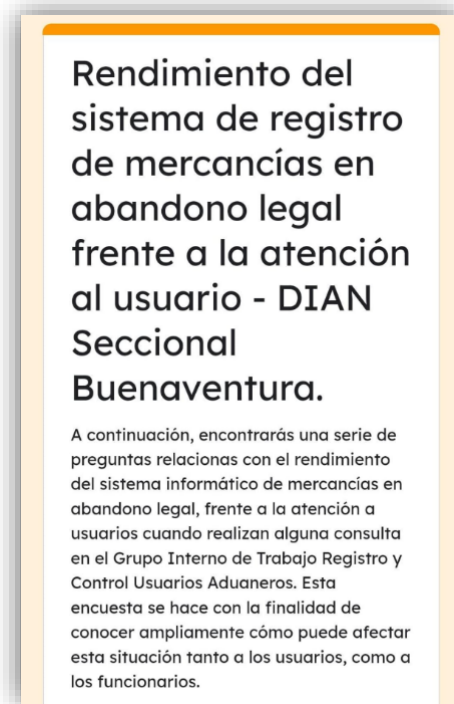 Rendimiento del
sistema de registro
de mercancías en
abandono legal
frente a la atención
al usuario - DIAN
Seccional
Buenaventura.
A continuación, encontrarás una serie de
preguntas relacionas con el rendimiento
del sistema informático de mercancías en
abandono legal, frente a la atención a
usuarios cuando realizan alguna consulta
en el Grupo Interno de Trabajo Registro y
Control Usuarios Aduaneros. Esta
encuesta se hace con la finalidad de
conocer ampliamente cómo puede afectar
esta situación tanto a los usuarios, como a
los funcionarios.